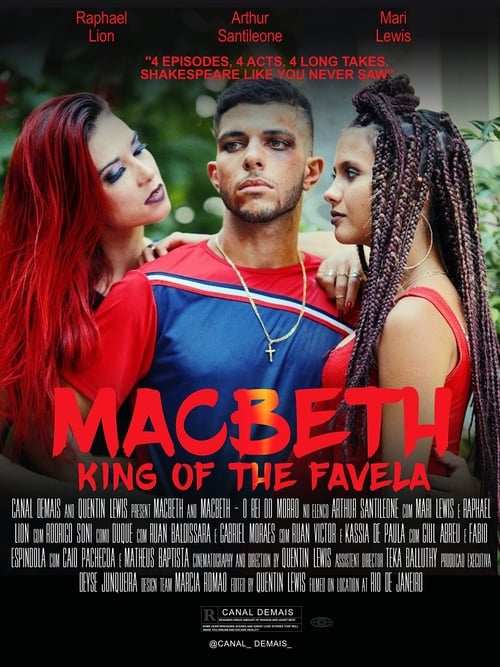 Raphael Lion
Arthur Santileone
Mari Lewis
"4 EPISODES, 4 ACTS, 4 LONG TAKES.
SHAKESPEARE LIKE YOU NEVER SAW"
MACBETH
KING OF THE FAVELA
CANAL DEMAIS AND QUENTIN LEWIS PRESENT MACBETH AND MACBETH - O REI DO MORRO NO ELENCO ARTHUR SANTILEONE COM MARI LEWIS E RAPHAEL
LION COM RODRIGO SONI COMO DUQUE COM RUAN BALDISSARA E GABRIEL MORAES COM RUAN VICTOR E KASSIA DE PAULA COM GUIL ABREU E FABIO
ESPINDOLA COM CAIO PACHECOA E MATHEUS BAPTISTA CINEMATOGRAPHY AND DIRECTION BY QUENTIN LEWIS ASSISTENT DIRECTOR TEKA BALLUTHY PRODUCAO EXECUTIVA
DEYSE JUNQUERA DESIGN TEAM MARCIA ROMAO EDITED BY QUENTIN LEWIS FILMED ON LOCATION AT RIO DE JANEIRO
R CANAL DEMAIS
@CANAL_ DEMAIS_